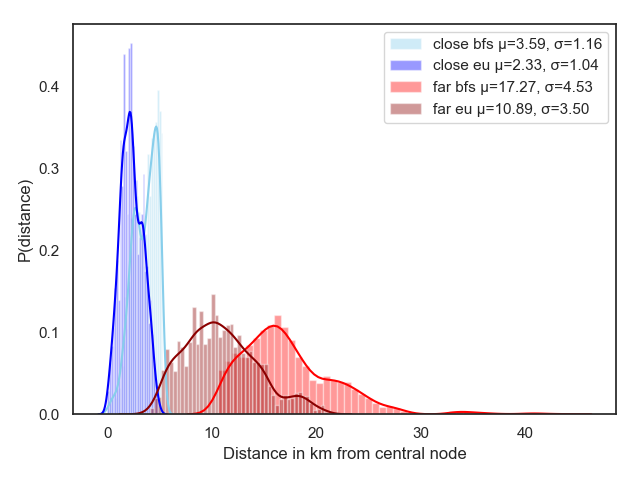 close bfs μ=3.59, σ=1.16
close eu μ=2.33, σ=1.04
far bfs μ=17.27, σ=4.53
far eu μ=10.89, σ=3.50
P(distance)
0.4
0.3
0.2
0.1
0.0
0 10 20 30 40
Distance in km from central node